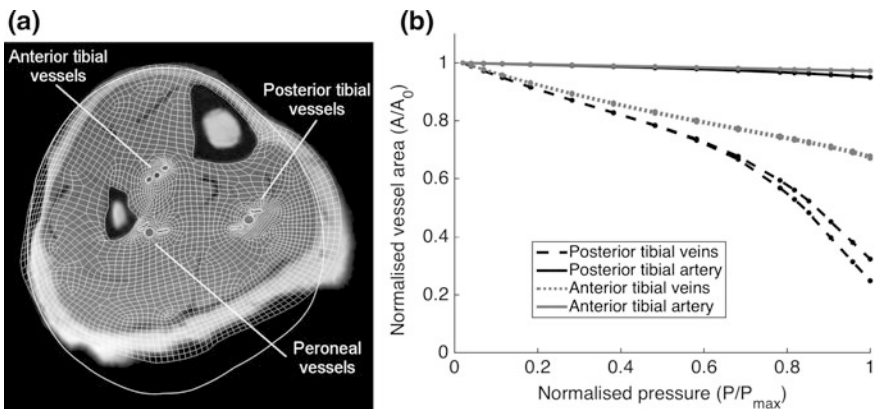 (a)
Anterior tibial
vessels
Posterior tibial
vessels
Peroneal
vessels
(b)
Normalised vessel area (A/A₀)
1
0.8
0.6
0.4
0.2
0
Posterior tibial veins
Posterior tibial artery
Anterior tibial veins
Anterior tibial artery
0 0.2 0.4 0.6 0.8 1
Normalised pressure (P/Pₘₐₓ)